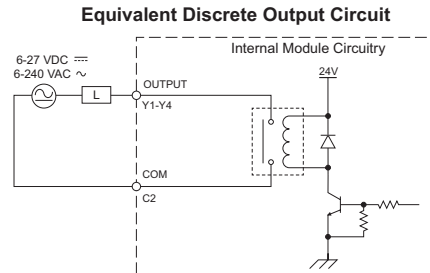 Equivalent Discrete Output Circuit
Internal Module Circuitry
6-27 VDC ⎓
6-240 VAC ∿
24V
OUTPUT
L
Y1-Y4
COM
C2